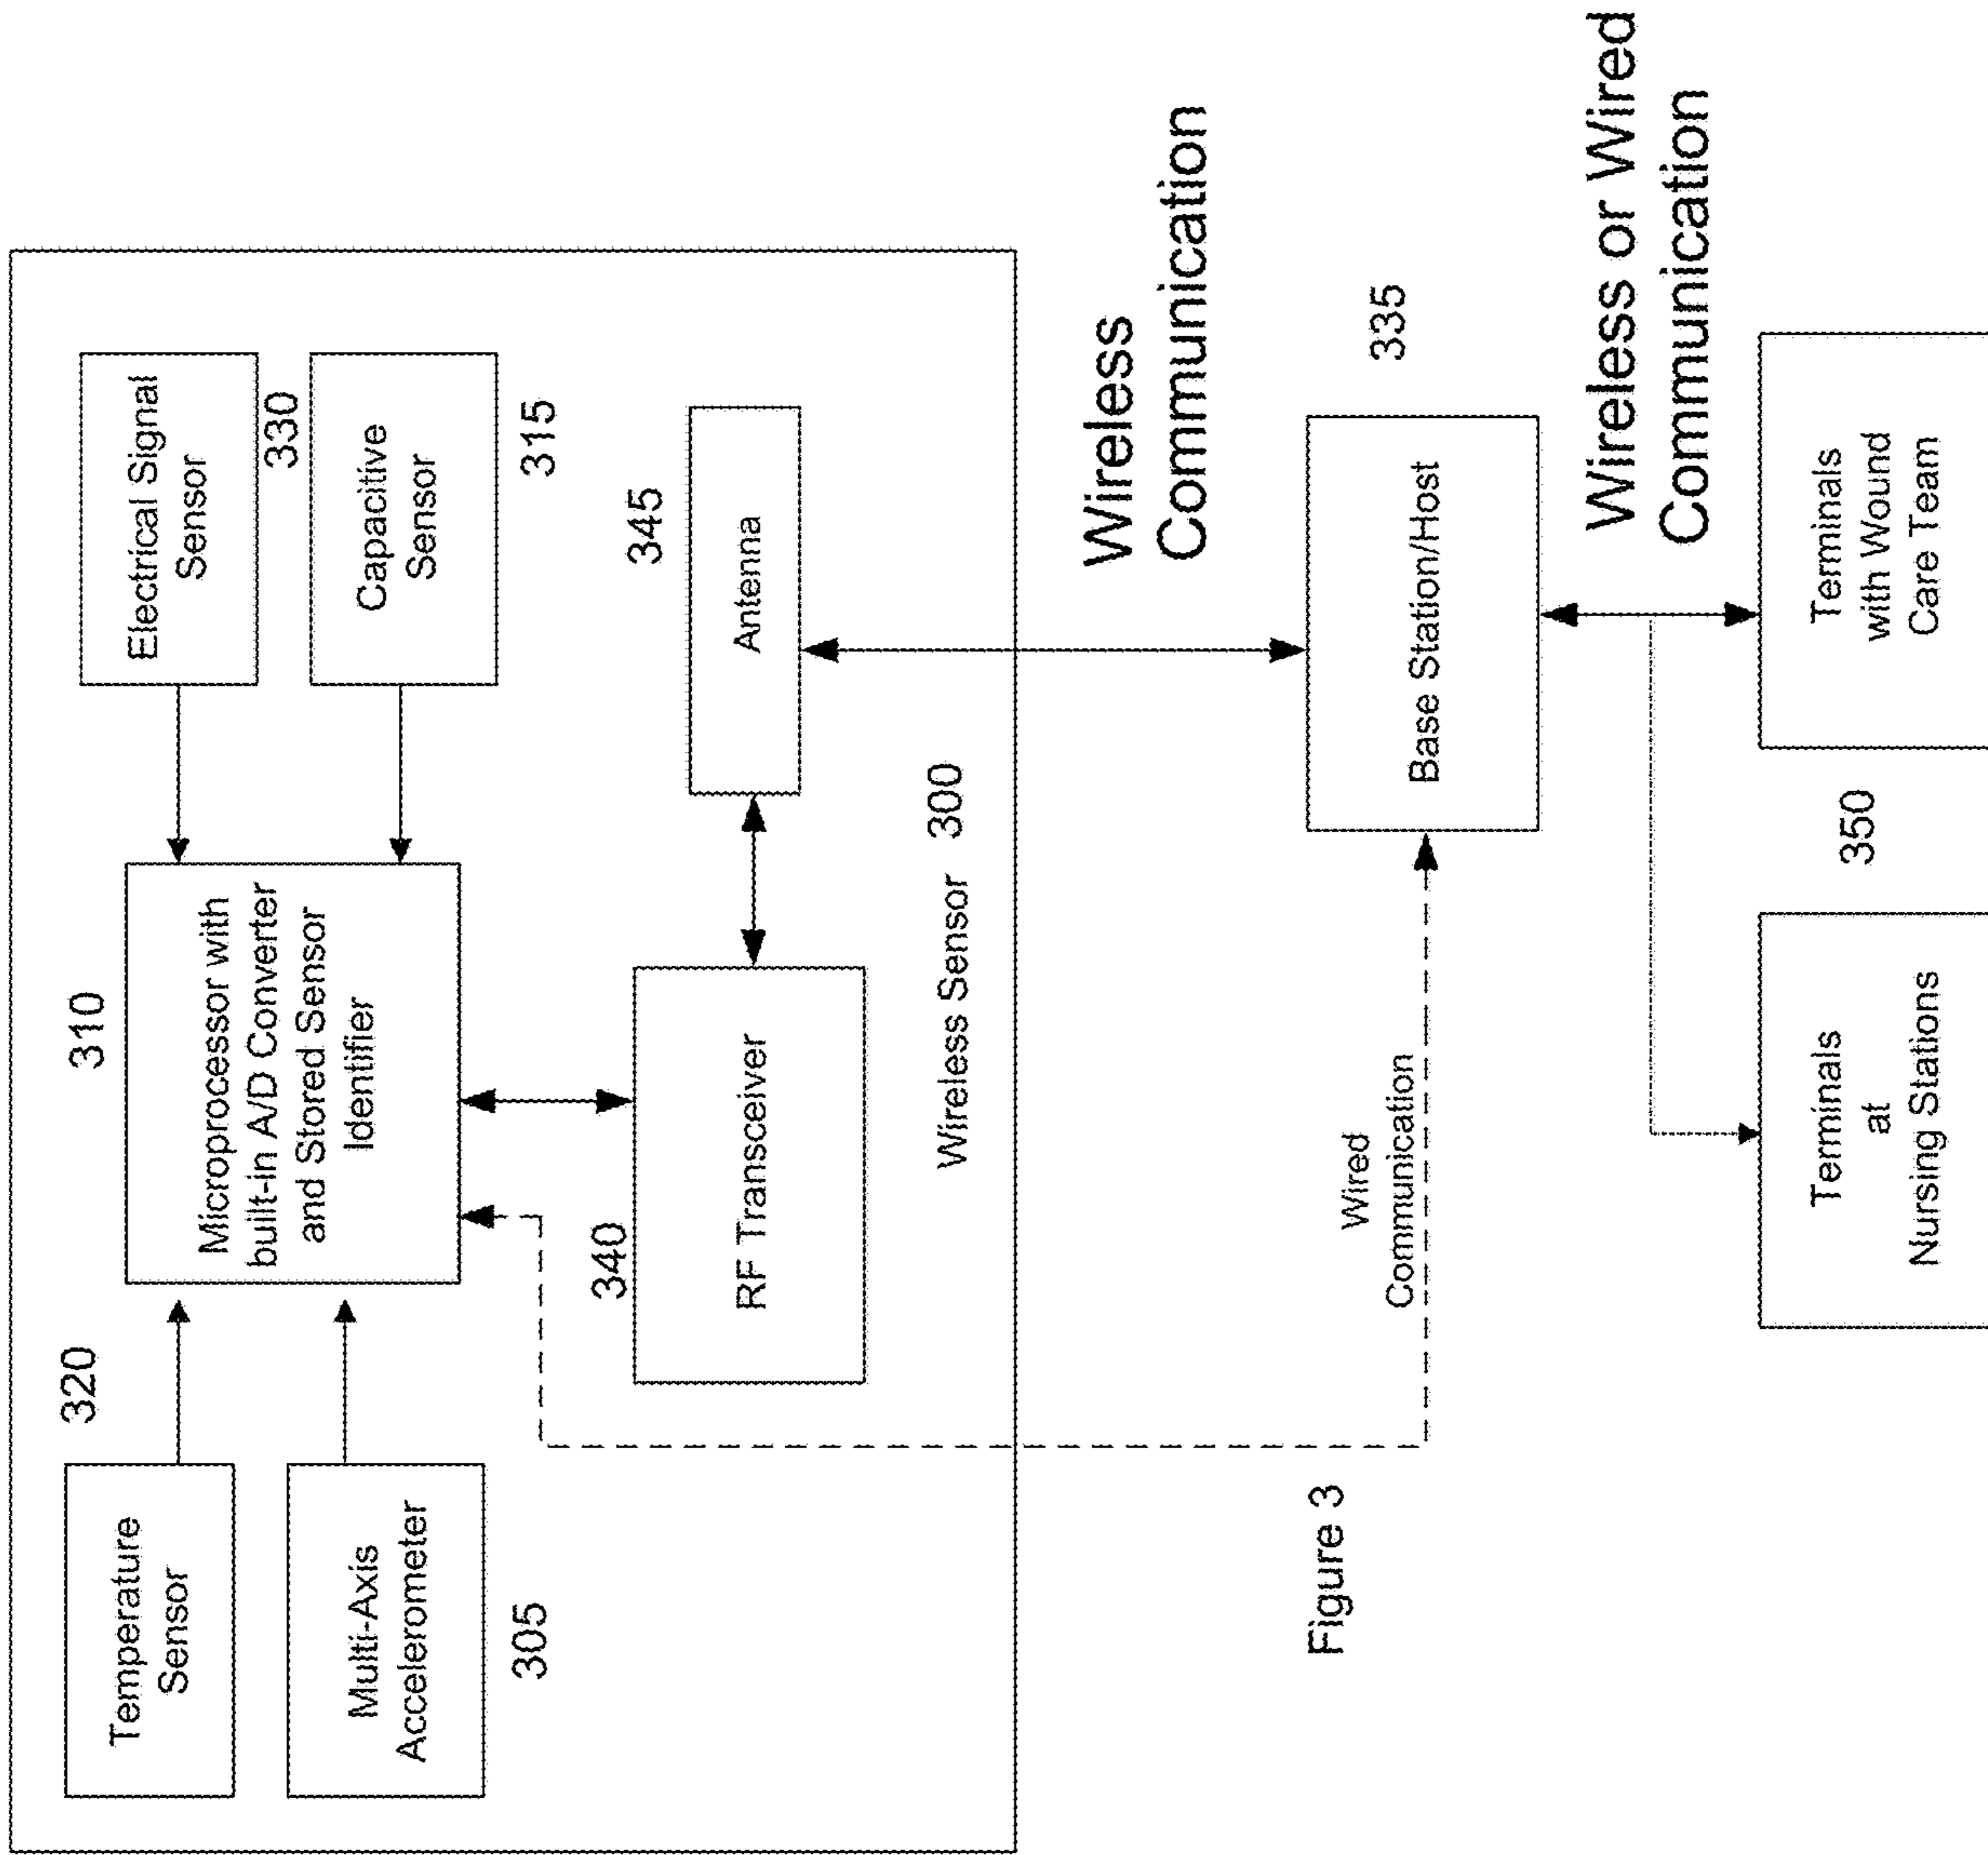 320
310
Temperature
Sensor
Microprocessor with
built-in A/D Converter
and Stored Sensor
Identifier
Electrical Signal
Sensor
330
Multi-Axis
Accelerometer
305
Capacitive
Sensor
315
340
RF Transceiver
345
Antenna
Wireless Sensor 300
Wireless
Communication
Figure 3
Wired
Communication
335
Base Station/Host
Wireless or Wired
Communication
Terminals
at
Nursing Stations
350
Terminals
with Wound
Care Team